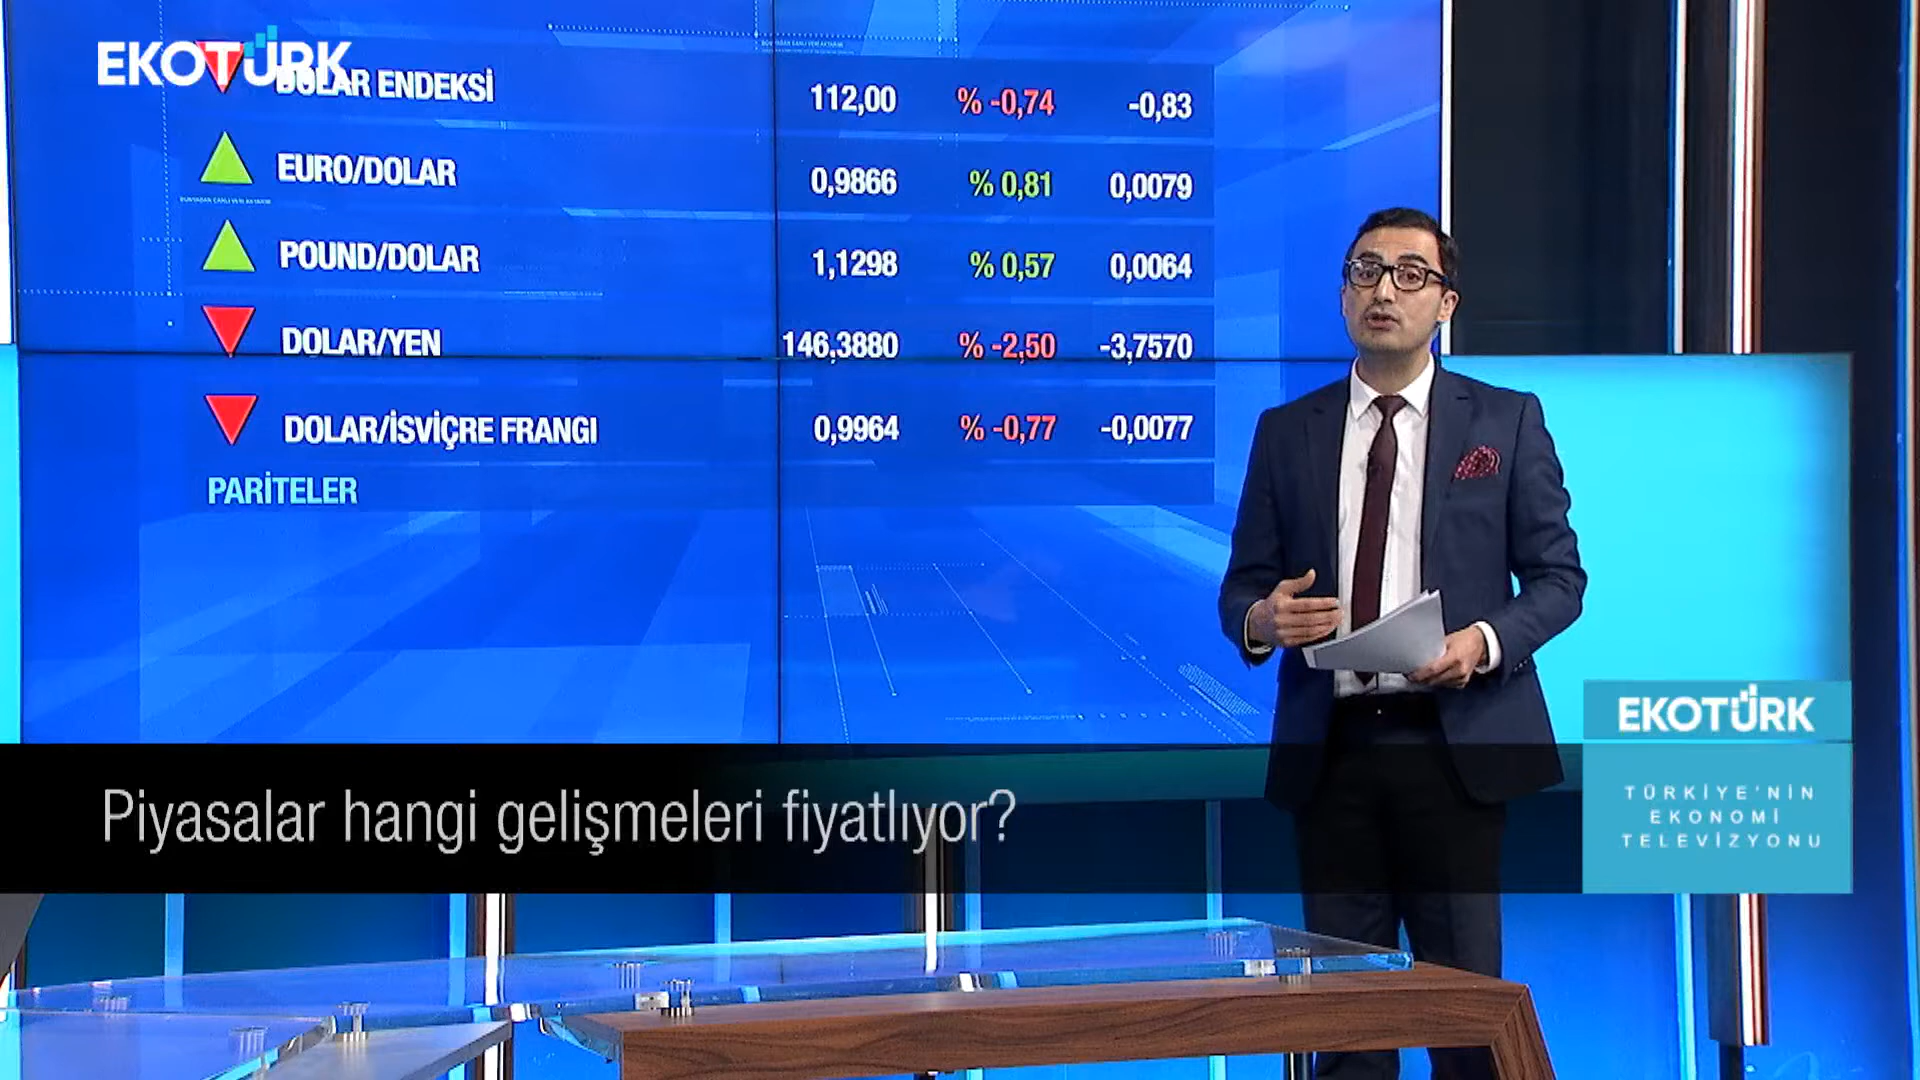 EKOTÜRK
DOLAR ENDEKSİ 112,00 % -0,74 -0,83
EURO/DOLAR 0,9866 % 0,81 0,0079
POUND/DOLAR 1,1298 % 0,57 0,0064
DOLAR/YEN 146,3880 % -2,50 -3,7570
DOLAR/İSVİÇRE FRANGI 0,9964 % -0,77 -0,0077
PARİTELER
EKOTÜRK
Piyasalar hangi gelişmeleri fiyatlıyor?
TÜRKİYE'NİN
EKONOMİ
TELEVİZYONU